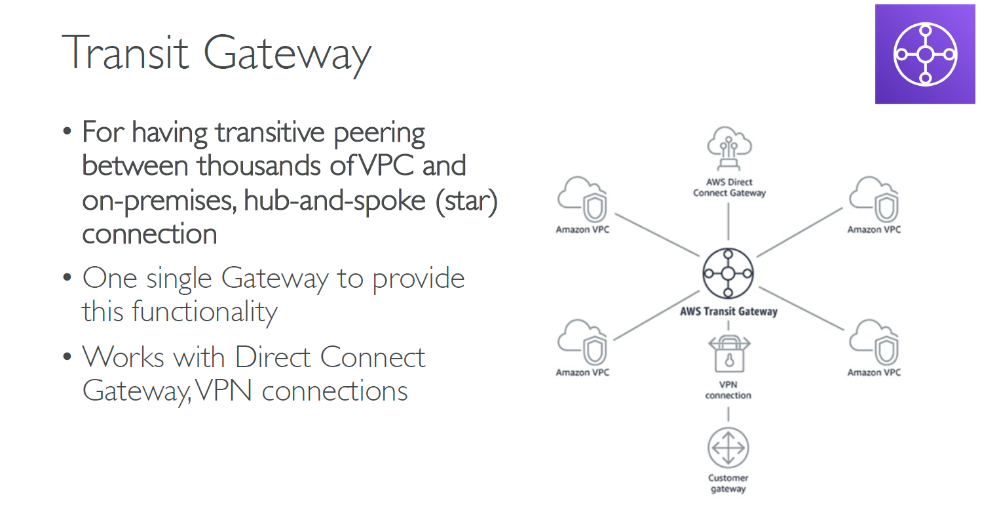 Transit Gateway
• For having transitive peering
between thousands of VPC and
on-premises, hub-and-spoke (star)
connection
• One single Gateway to provide
this functionality
• Works with Direct Connect
Gateway, VPN connections
AWS Direct
Connect Gateway
Amazon VPC
Amazon VPC
AWS Transit Gateway
Amazon VPC
Amazon VPC
VPN
connection
Customer
gateway